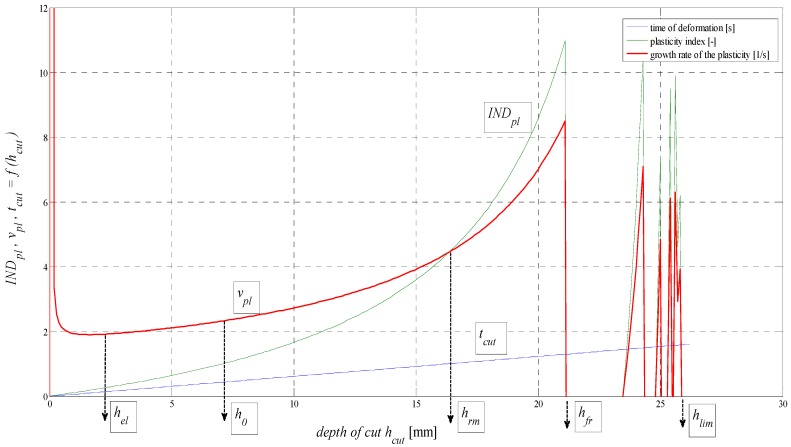 12
10
8
6
4
2
0
IND_pl , v_pl , t_cut = f (h_cut)
time of deformation [s]
plasticity index [-]
growth rate of the plasticity [1/s]
IND_pl
v_pl
t_cut
0 5 10 15 20 25 30
h_el
h_0
h_rm
h_fr
h_lim
depth of cut h_cut [mm]